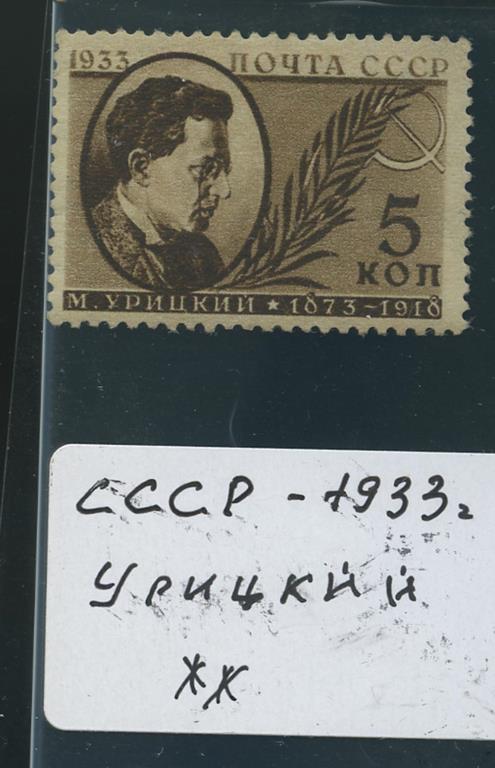 1933 ПОЧТА СССР
5
КОП
М. УРИЦКИЙ ★ 1873-1918
СССР - 1933г
Урицкий
**